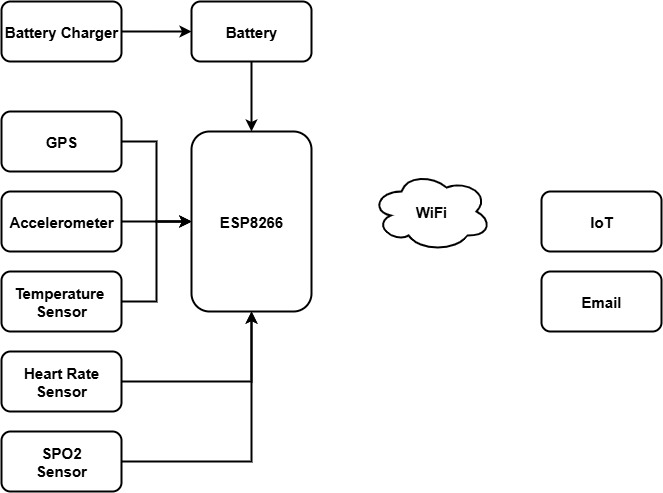 Battery Charger
Battery
GPS
Accelerometer
Temperature
Sensor
Heart Rate
Sensor
SPO2
Sensor
ESP8266
WiFi
IoT
Email